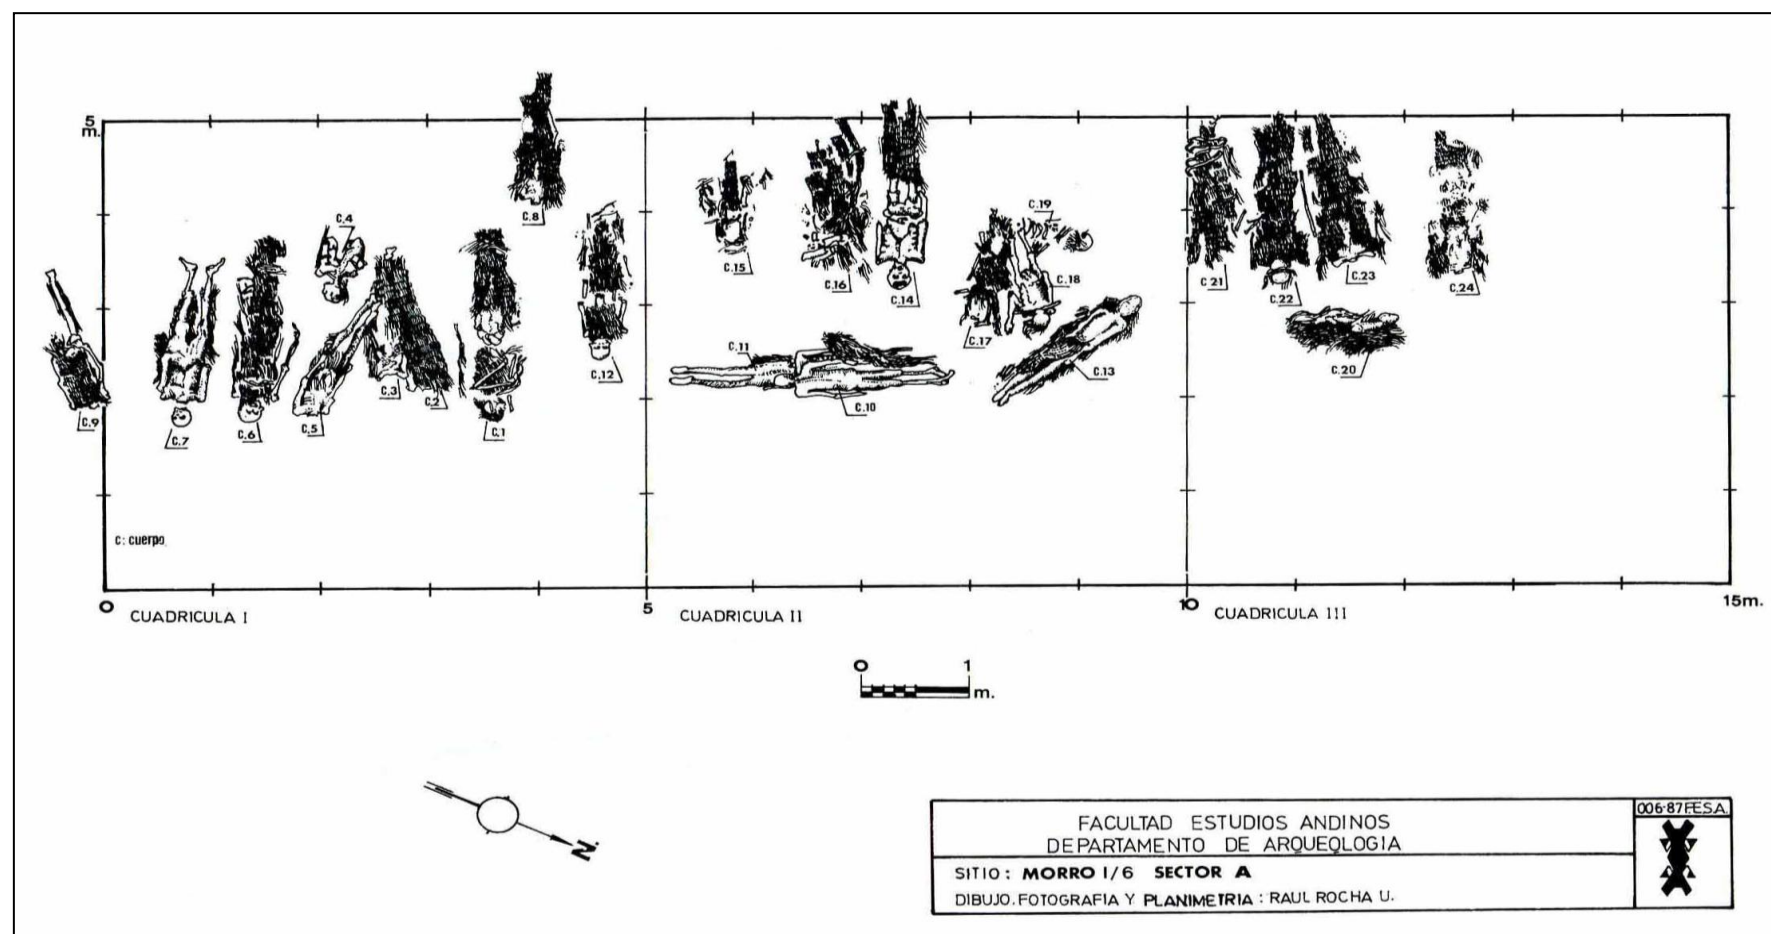 5
m.
C.8
C.4
C.19
C.15
C.16
C.14
C.18
C.21
C.22
C.23
C.24
C.17
C.11
C.12
C.13
C.20
C.9
C.7
C.6
C.5
C.3
C.2
C.1
C.10
C: cuerpo
0
5
10
15m.
CUADRICULA I
CUADRICULA II
CUADRICULA III
0 1
m.
N.
FACULTAD ESTUDIOS ANDINOS
DEPARTAMENTO DE ARQUEOLOGIA
006-87F.E.S.A.
SITIO: MORRO 1/6 SECTOR A
DIBUJO. FOTOGRAFIA Y PLANIMETRIA : RAUL ROCHA U.